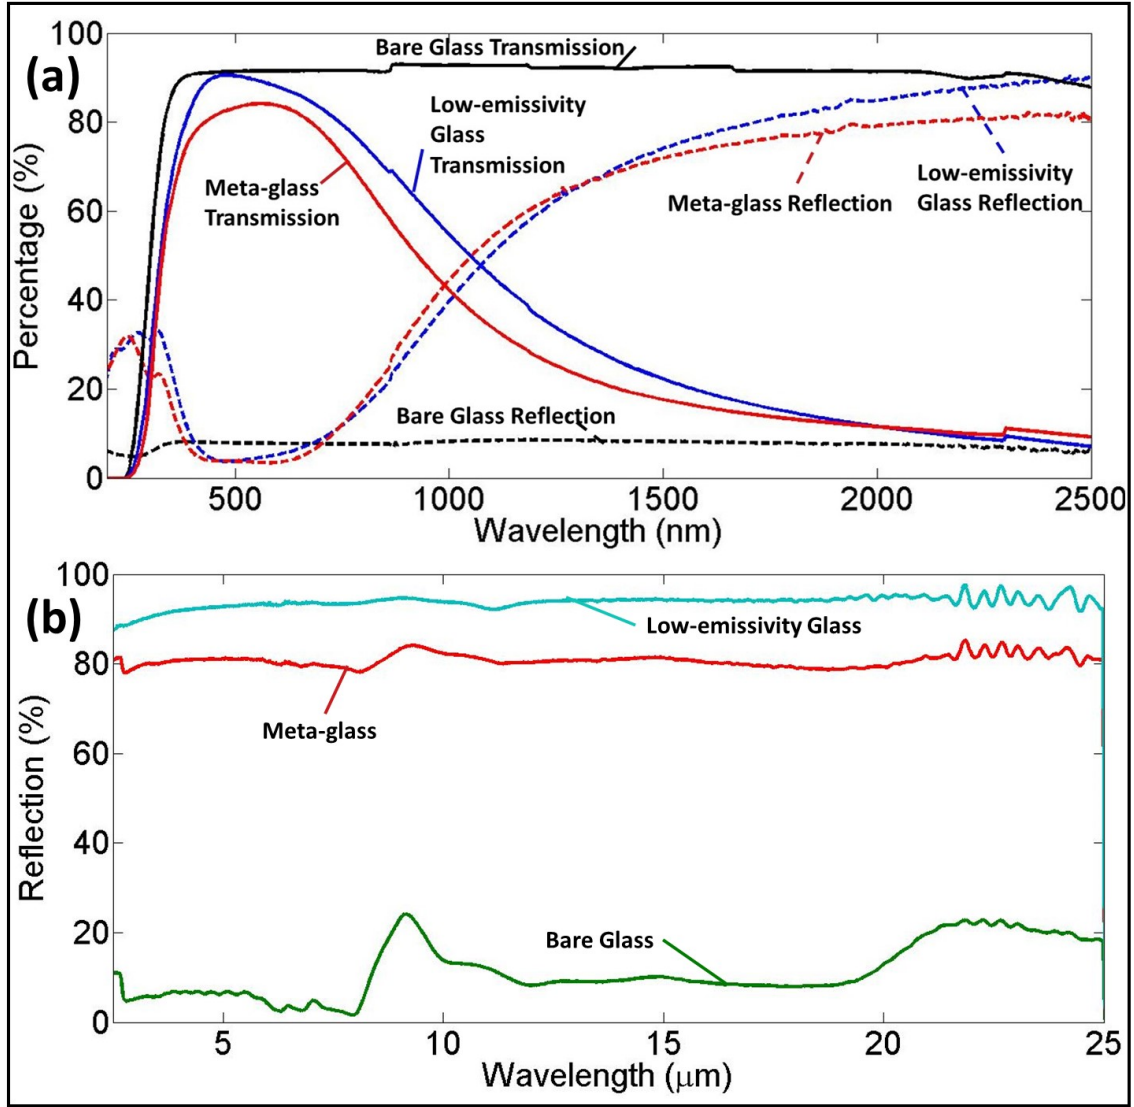 (a)
100
80
60
40
20
0
Percentage (%)
Bare Glass Transmission
Low-emissivity
Glass
Transmission
Meta-glass
Transmission
Meta-glass Reflection
Low-emissivity
Glass Reflection
Bare Glass Reflection
500 1000 1500 2000 2500
Wavelength (nm)
(b)
100
80
60
40
20
0
Reflection (%)
Low-emissivity Glass
Meta-glass
Bare Glass
5 10 15 20 25
Wavelength (μm)